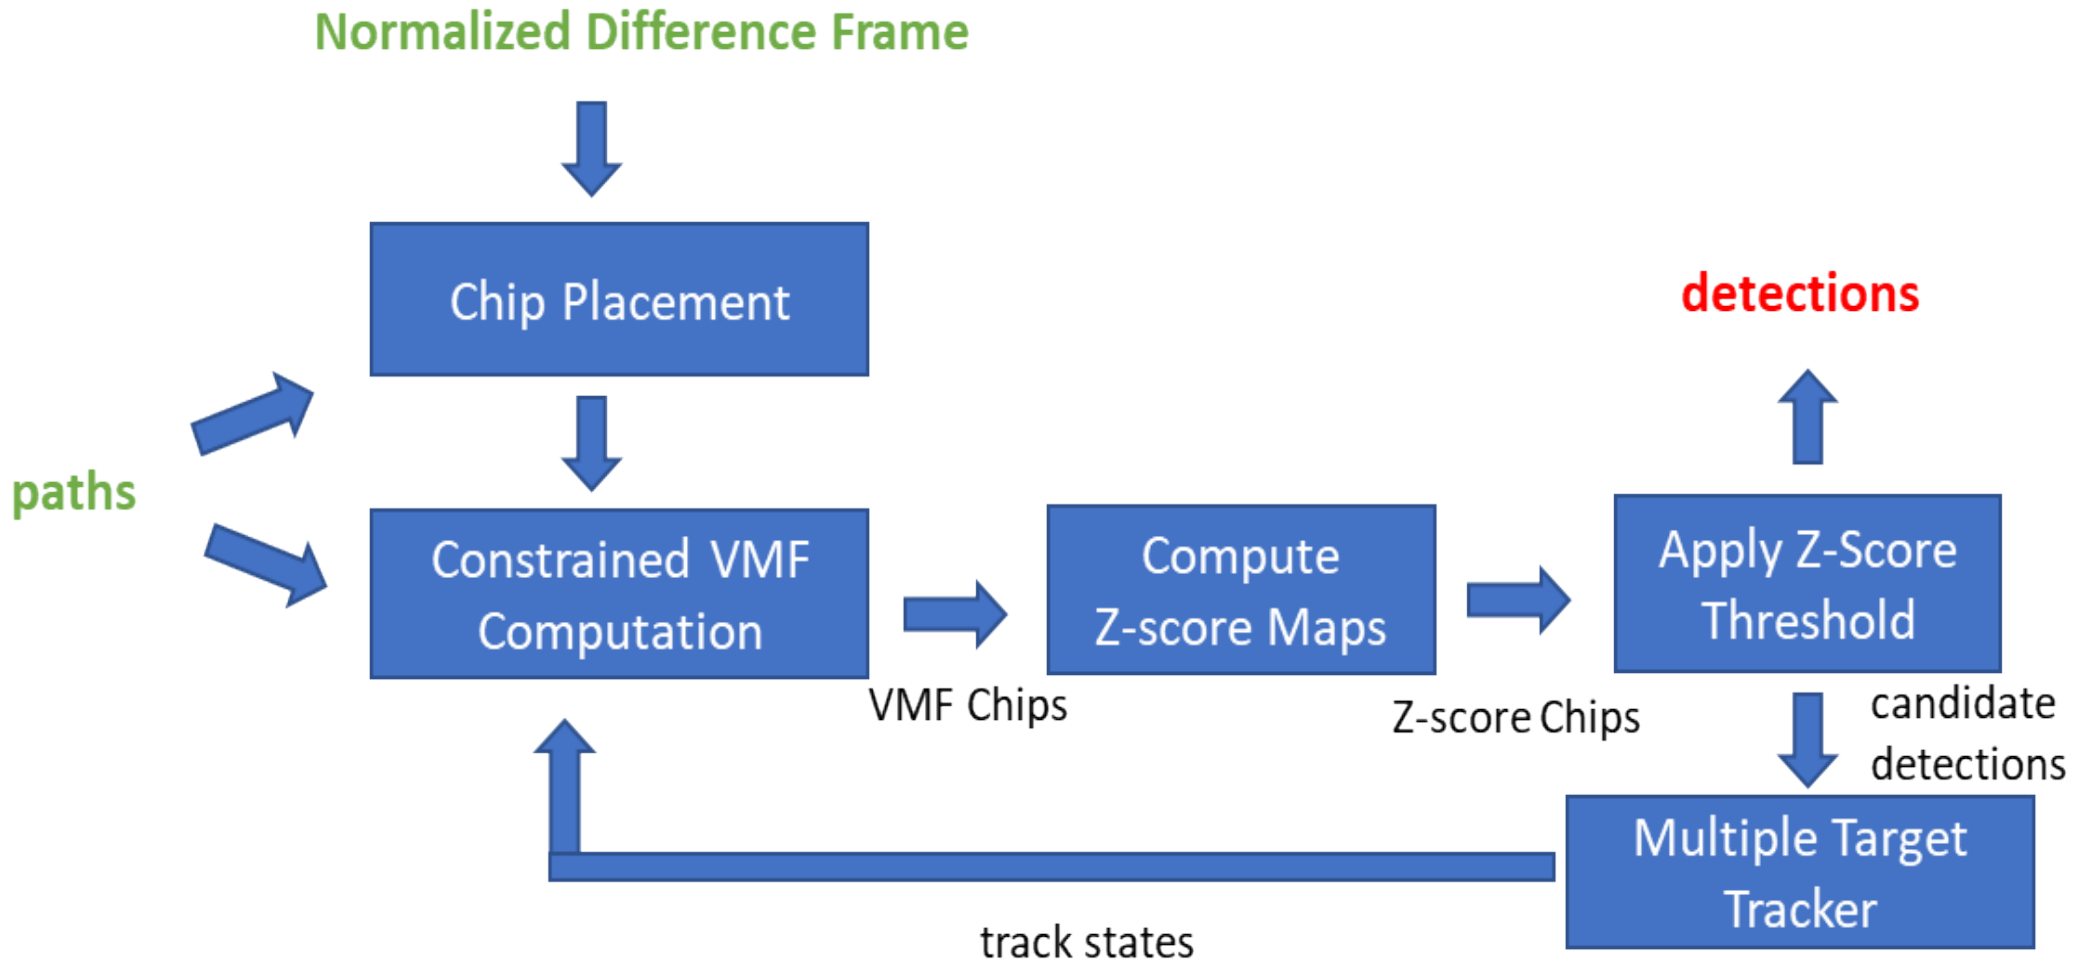 Normalized Difference Frame
Chip Placement
detections
paths
Constrained VMF
Computation
Compute
Z-score Maps
Apply Z-Score
Threshold
VMF Chips
Z-score Chips
candidate
detections
Multiple Target
Tracker
track states